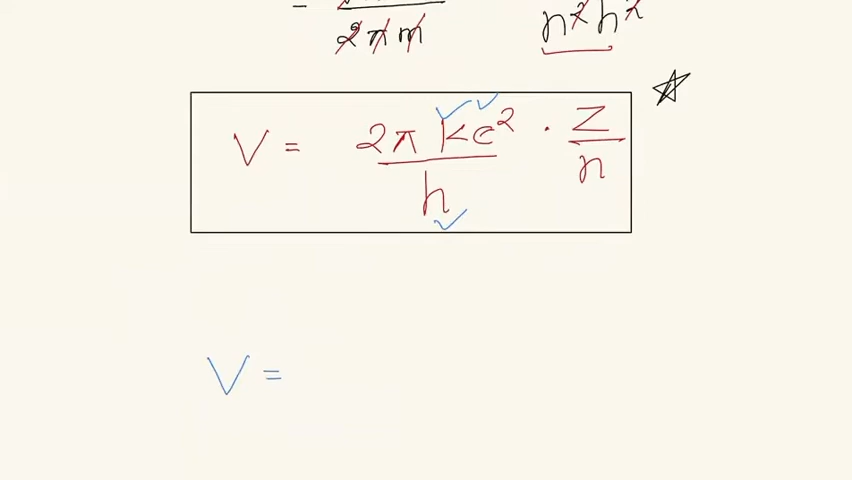 = 2πm n²h²
V = 2πke² / h · Z / n
V =